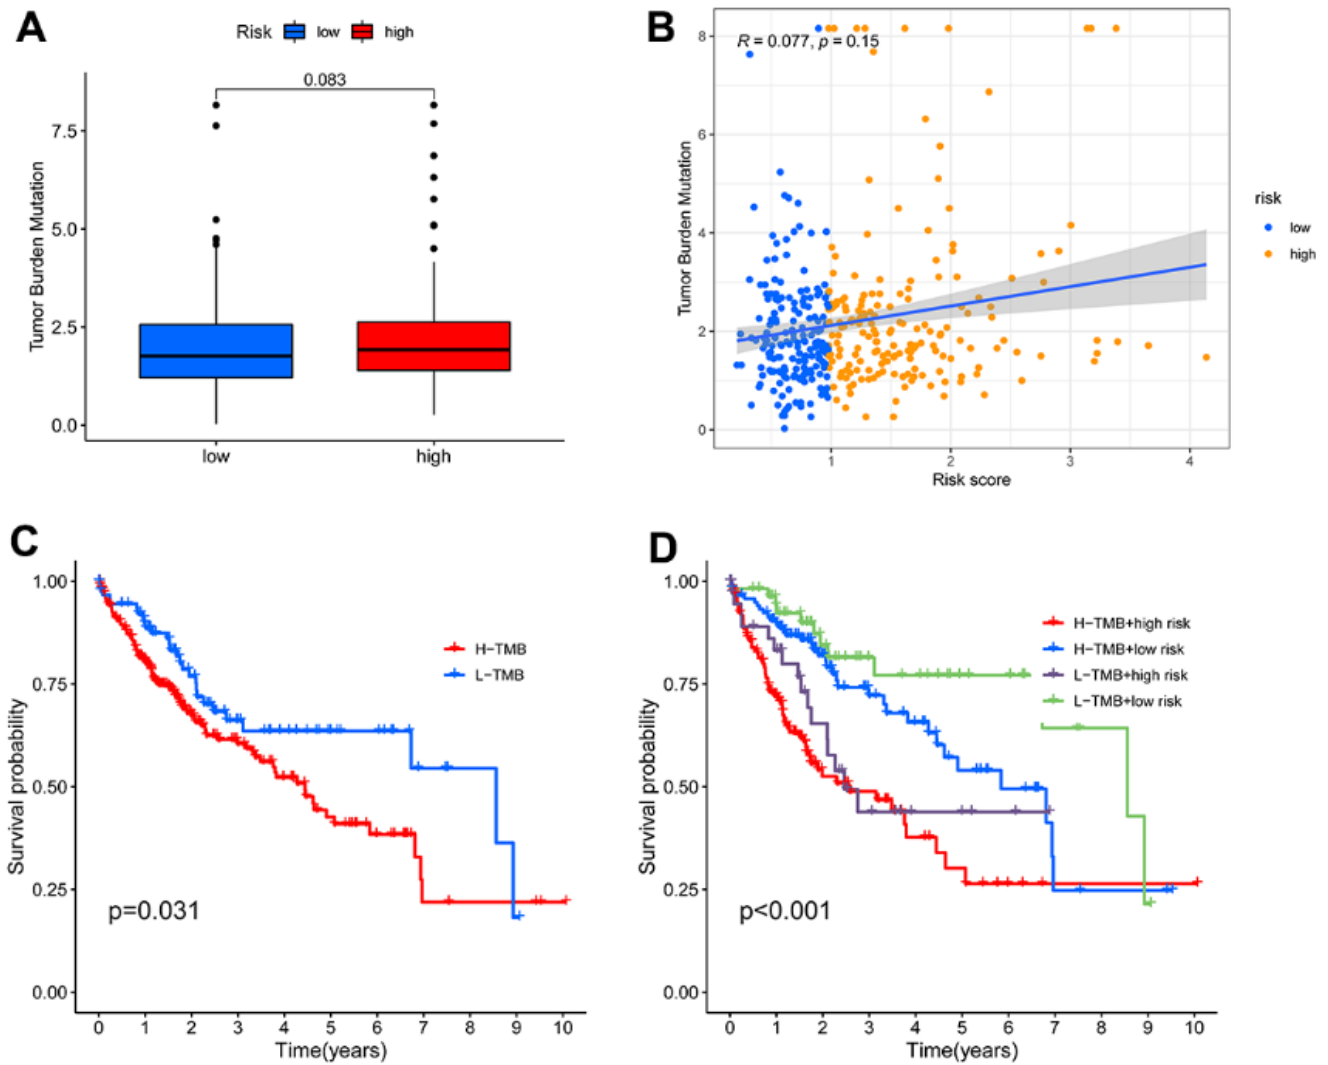 A
Risk low high
0.083
7.5
5.0
2.5
0.0
Tumor Burden Mutation
low high
B
R = 0.077, p = 0.15
8
6
4
2
0
Tumor Burden Mutation
1 2 3 4
Risk score
risk
low
high
C
1.00
0.75
0.50
0.25
0.00
Survival probability
H-TMB
L-TMB
p=0.031
0 1 2 3 4 5 6 7 8 9 10
Time(years)
D
1.00
0.75
0.50
0.25
0.00
Survival probability
H-TMB+high risk
H-TMB+low risk
L-TMB+high risk
L-TMB+low risk
p<0.001
0 1 2 3 4 5 6 7 8 9 10
Time(years)